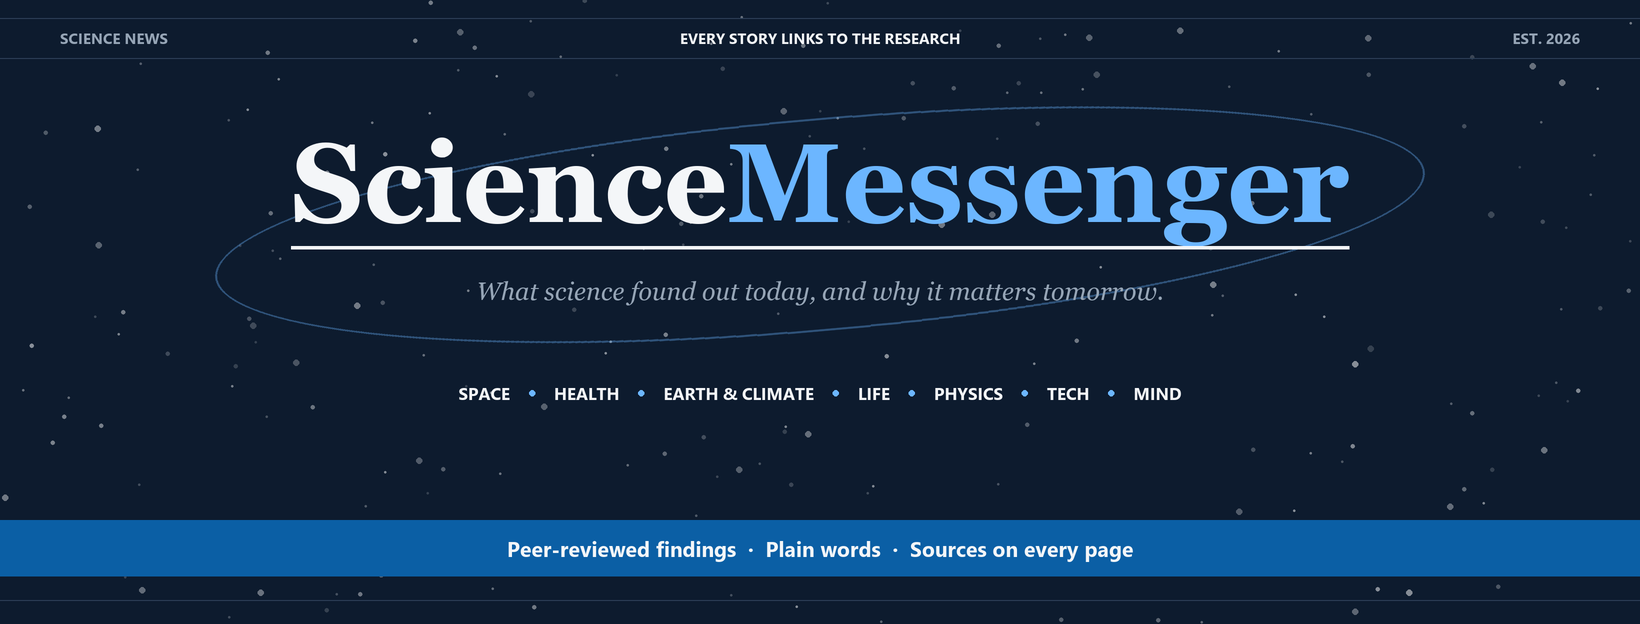 SCIENCE NEWS
EVERY STORY LINKS TO THE RESEARCH
EST. 2026
ScienceMessenger
What science found out today, and why it matters tomorrow.
SPACE • HEALTH • EARTH & CLIMATE • LIFE • PHYSICS • TECH • MIND
Peer-reviewed findings · Plain words · Sources on every page